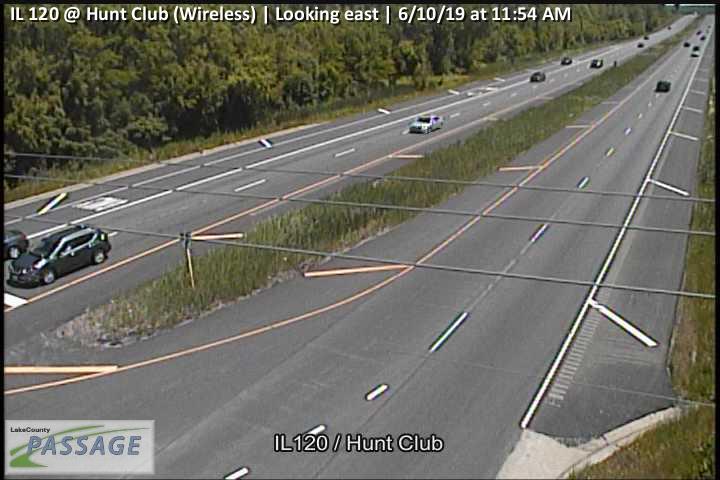 IL 120 @ Hunt Club (Wireless) | Looking east | 6/10/19 at 11:54 AM
IL120 / Hunt Club
LakeCounty
PASSAGE